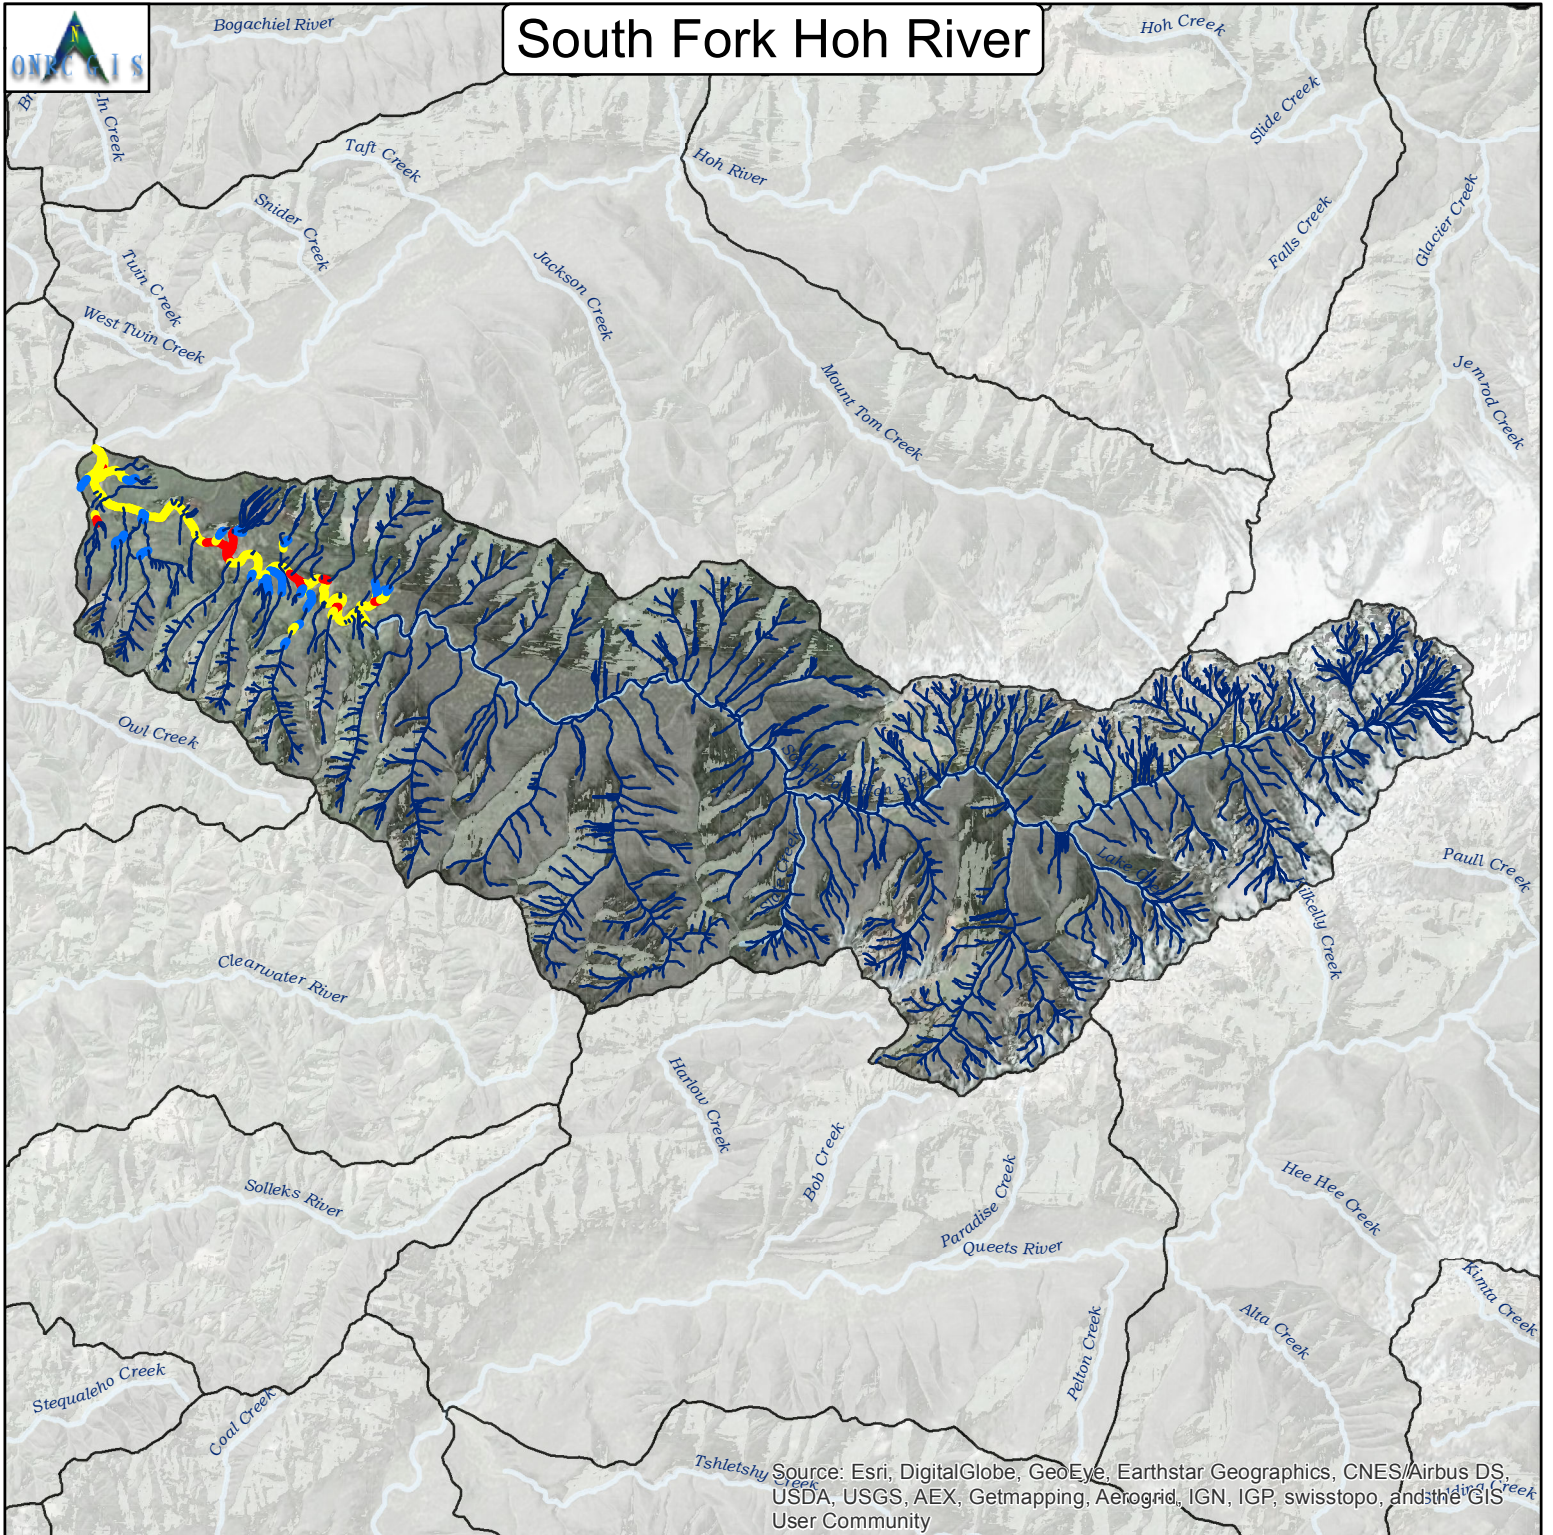 South Fork Hoh River
N
ONRC GIS
Bogachiel River
Hoh Creek
Slide Creek
-In Creek
Taft Creek
Hoh River
Snider Creek
Falls Creek
Glacier Creek
Twin Creek
Jackson Creek
West Twin Creek
Mount Tom Creek
Jemrod Creek
Owl Creek
Paull Creek
Clearwater River
Harlow Creek
Bob Creek
Paradise Creek
Queets River
Hee Hee Creek
Solleks River
Kimta Creek
Alta Creek
Pelton Creek
Stequaleho Creek
Coal Creek
Tshletshy Creek
Source: Esri, DigitalGlobe, GeoEye, Earthstar Geographics, CNES/Airbus DS,
USDA, USGS, AEX, Getmapping, Aerogrid, IGN, IGP, swisstopo, and the GIS
User Community